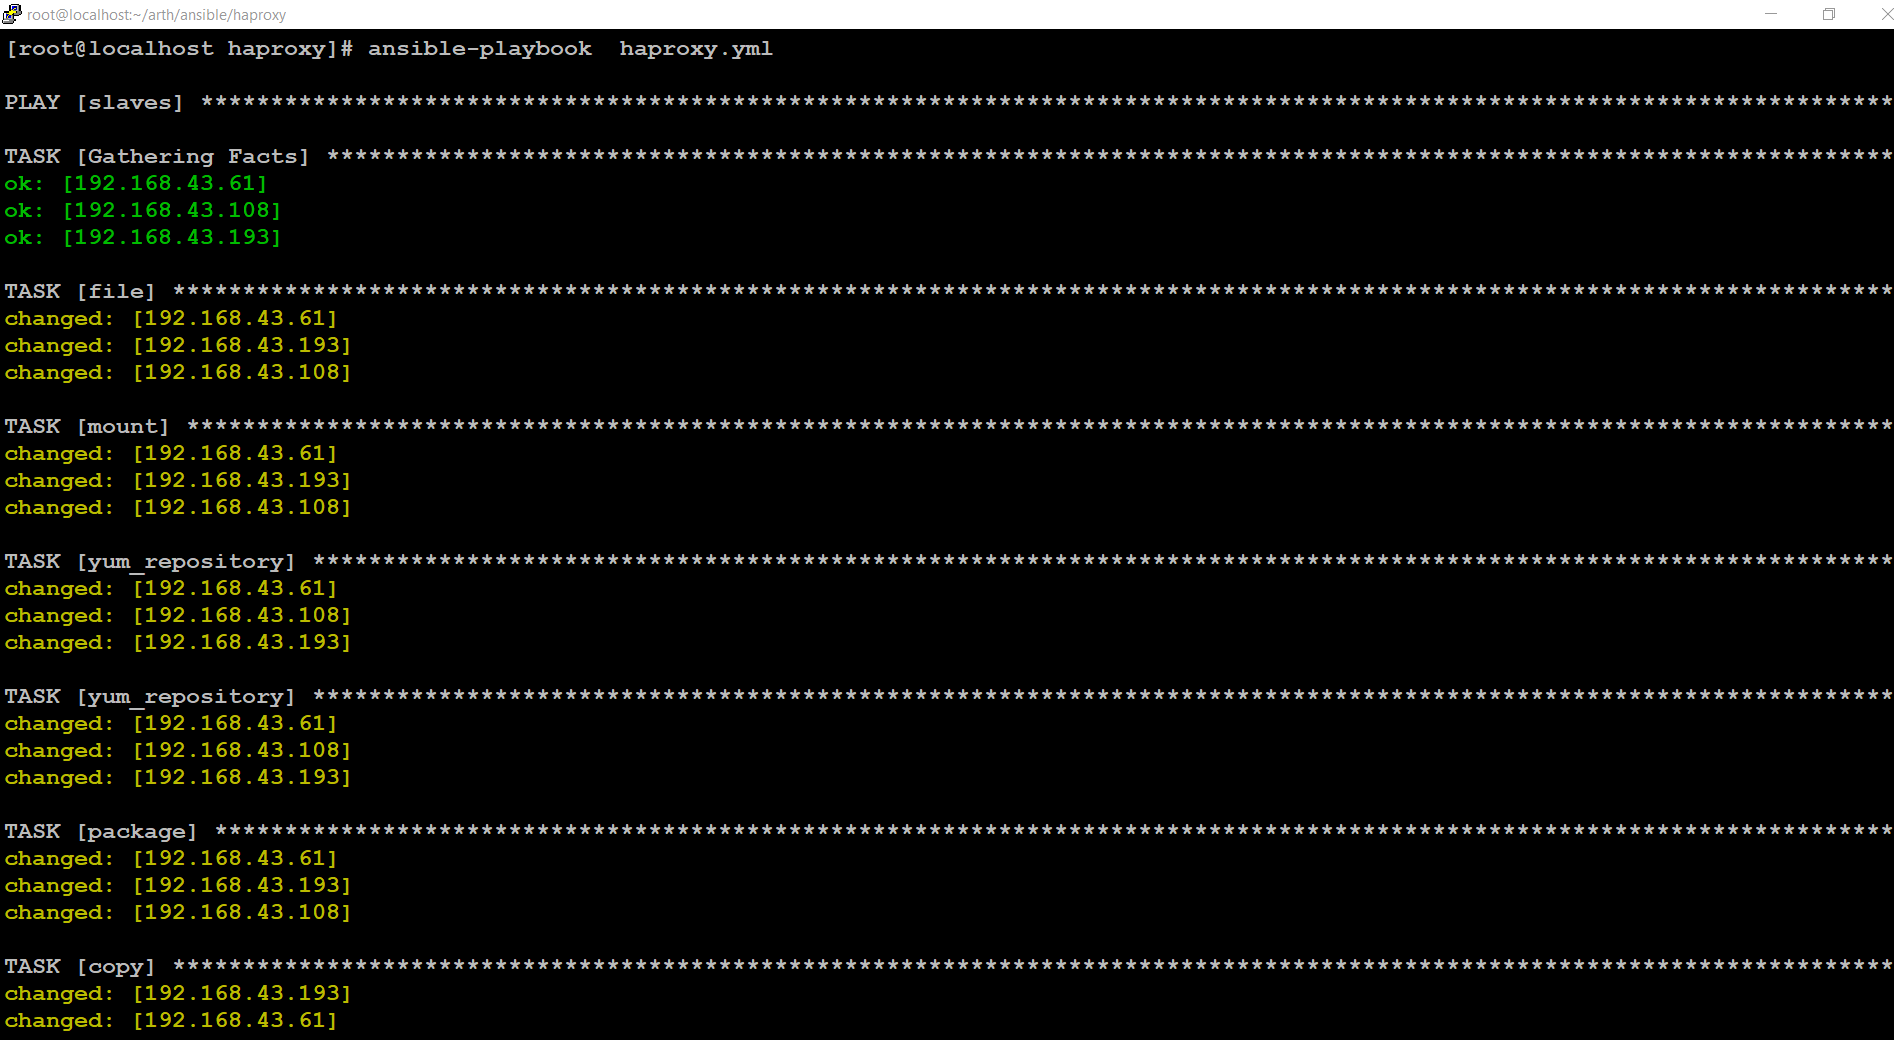 root@localhost:~/arth/ansible/haproxy
[root@localhost haproxy]# ansible-playbook  haproxy.yml
PLAY [slaves] *************************************************************************************************************************
TASK [Gathering Facts] ****************************************************************************************************************
ok: [192.168.43.61]
ok: [192.168.43.108]
ok: [192.168.43.193]
TASK [file] ***************************************************************************************************************************
changed: [192.168.43.61]
changed: [192.168.43.193]
changed: [192.168.43.108]
TASK [mount] **************************************************************************************************************************
changed: [192.168.43.61]
changed: [192.168.43.193]
changed: [192.168.43.108]
TASK [yum_repository] *****************************************************************************************************************
changed: [192.168.43.61]
changed: [192.168.43.108]
changed: [192.168.43.193]
TASK [yum_repository] *****************************************************************************************************************
changed: [192.168.43.61]
changed: [192.168.43.108]
changed: [192.168.43.193]
TASK [package] ************************************************************************************************************************
changed: [192.168.43.61]
changed: [192.168.43.193]
changed: [192.168.43.108]
TASK [copy] ***************************************************************************************************************************
changed: [192.168.43.193]
changed: [192.168.43.61]